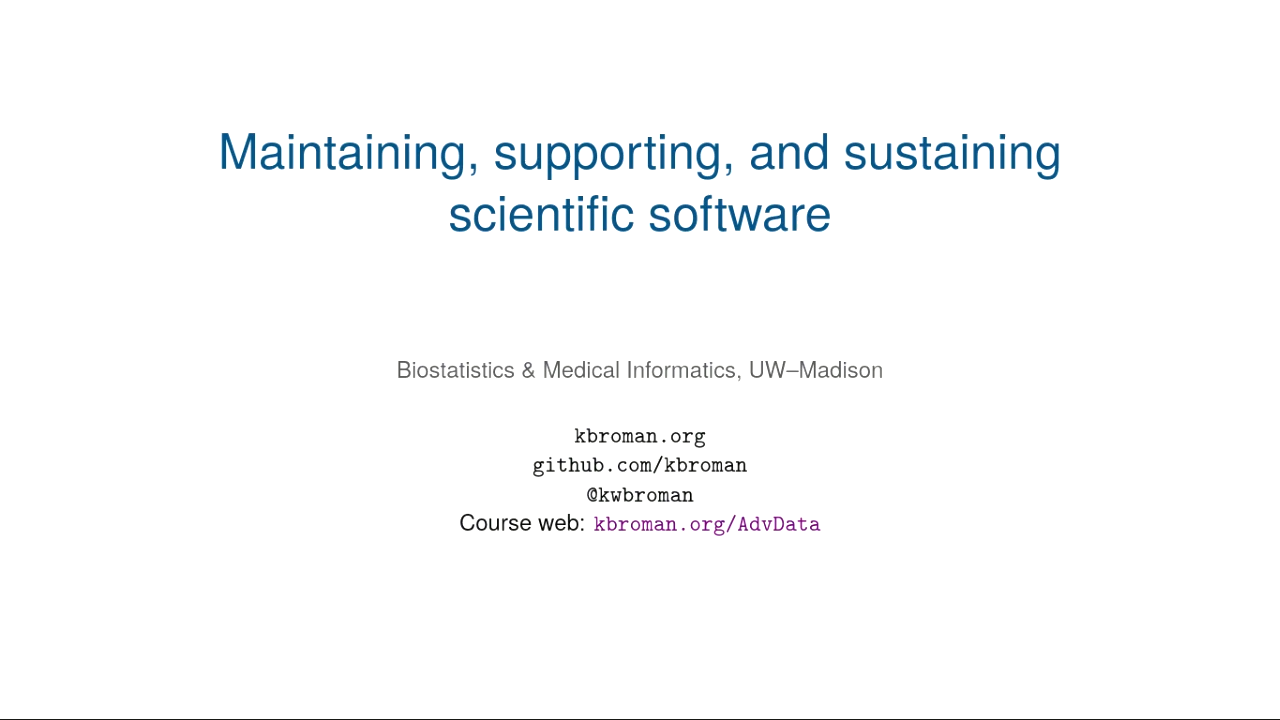 Maintaining, supporting, and sustaining
scientific software
Biostatistics & Medical Informatics, UW–Madison
kbroman.org
github.com/kbroman
@kwbroman
Course web: kbroman.org/AdvData